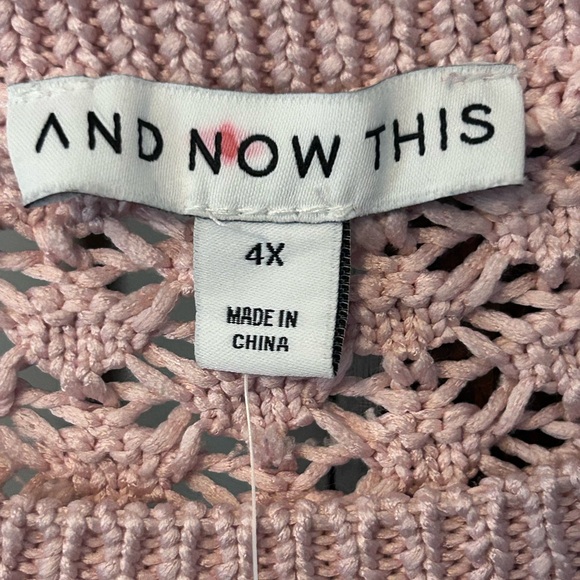 AND NOW THIS
4X
MADE IN
CHINA